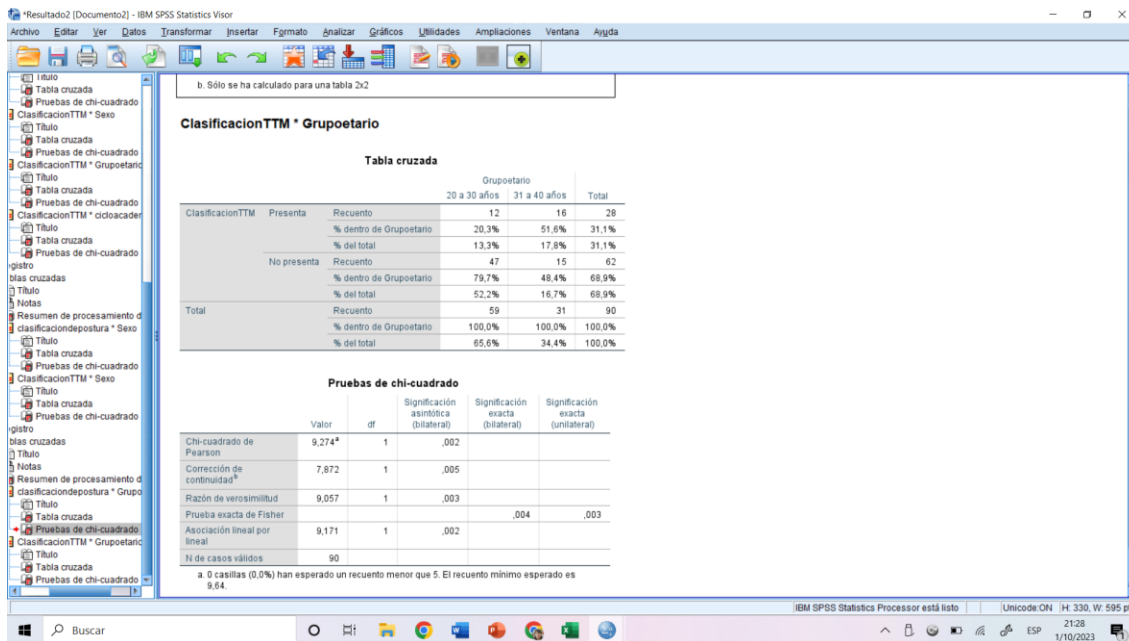 *Resultado2 [Documento2] - IBM SPSS Statistics Visor
Archivo Editar Ver Datos Transformar Insertar Formato Analizar Gráficos Utilidades Ampliaciones Ventana Ayuda
Título
Tabla cruzada
Pruebas de chi-cuadrado
ClasificacionTTM * Sexo
Título
Tabla cruzada
Pruebas de chi-cuadrado
ClasificacionTTM * Grupoetario
Título
Tabla cruzada
Pruebas de chi-cuadrado
ClasificacionTTM * cicloacader
Título
Tabla cruzada
Pruebas de chi-cuadrado
gistro
blas cruzadas
Título
Notas
Resumen de procesamiento d
clasificaciondepostura * Sexo
Título
Tabla cruzada
Pruebas de chi-cuadrado
ClasificacionTTM * Sexo
Título
Tabla cruzada
Pruebas de chi-cuadrado
gistro
blas cruzadas
Título
Notas
Resumen de procesamiento d
clasificaciondepostura * Grupo
Título
Tabla cruzada
Pruebas de chi-cuadrado
ClasificacionTTM * Grupoetaric
Título
Tabla cruzada
Pruebas de chi-cuadrado
b. Sólo se ha calculado para una tabla 2x2
ClasificacionTTM * Grupoetario
Tabla cruzada
Grupoetario
20 a 30 años 31 a 40 años Total
ClasificacionTTM Presenta Recuento 12 16 28
% dentro de Grupoetario 20,3% 51,6% 31,1%
% del total 13,3% 17,8% 31,1%
No presenta Recuento 47 15 62
% dentro de Grupoetario 79,7% 48,4% 68,9%
% del total 52,2% 16,7% 68,9%
Total Recuento 59 31 90
% dentro de Grupoetario 100,0% 100,0% 100,0%
% del total 65,6% 34,4% 100,0%
Pruebas de chi-cuadrado
Valor df Significación asintótica (bilateral) Significación exacta (bilateral) Significación exacta (unilateral)
Chi-cuadrado de Pearson 9,274a 1 ,002
Corrección de continuidadb 7,872 1 ,005
Razón de verosimilitud 9,057 1 ,003
Prueba exacta de Fisher ,004 ,003
Asociación lineal por lineal 9,171 1 ,002
N de casos válidos 90
a. 0 casillas (0,0%) han esperado un recuento menor que 5. El recuento mínimo esperado es
9,64.
IBM SPSS Statistics Processor está listo Unicode:ON H: 330, W: 595 pt
Buscar
ESP
21:28
1/10/2023